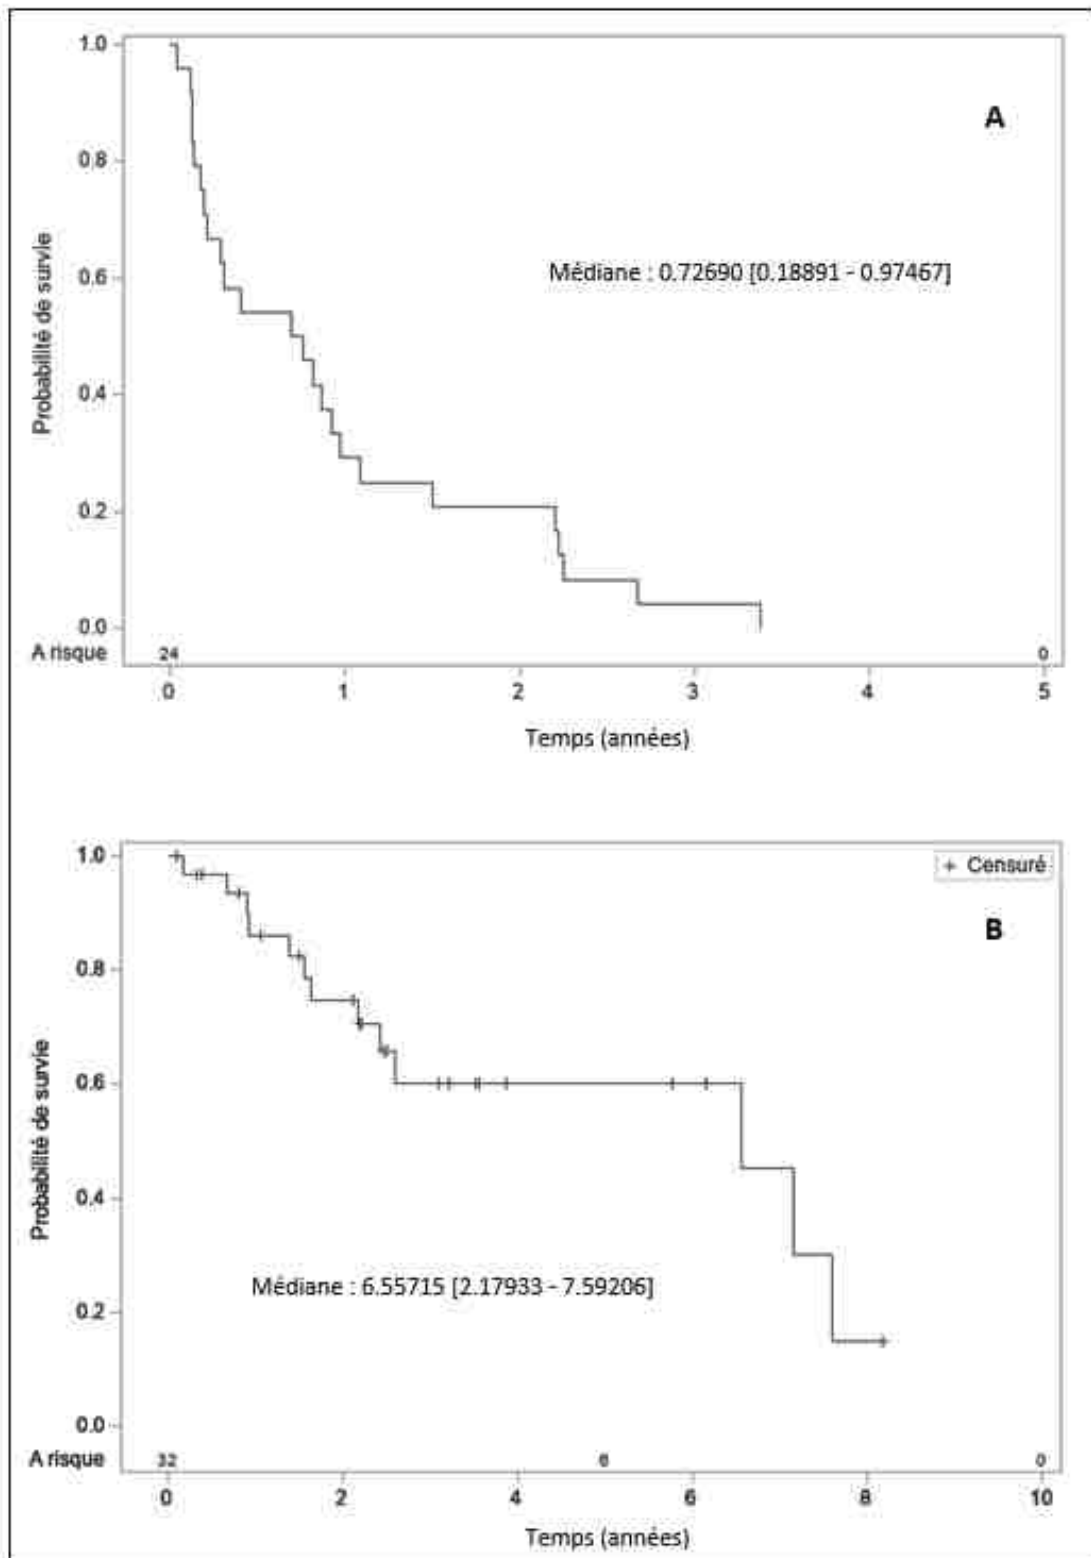 A
Probabilité de survie
1.0
0.8
0.6
0.4
0.2
0.0
Médiane : 0.72690 [0.18891 - 0.97467]
A risque
24
0
0 1 2 3 4 5
Temps (années)
+ Censuré
B
Probabilité de survie
1.0
0.8
0.6
0.4
0.2
0.0
Médiane : 6.55715 [2.17933 - 7.59206]
A risque
32
6
0
0 2 4 6 8 10
Temps (années)